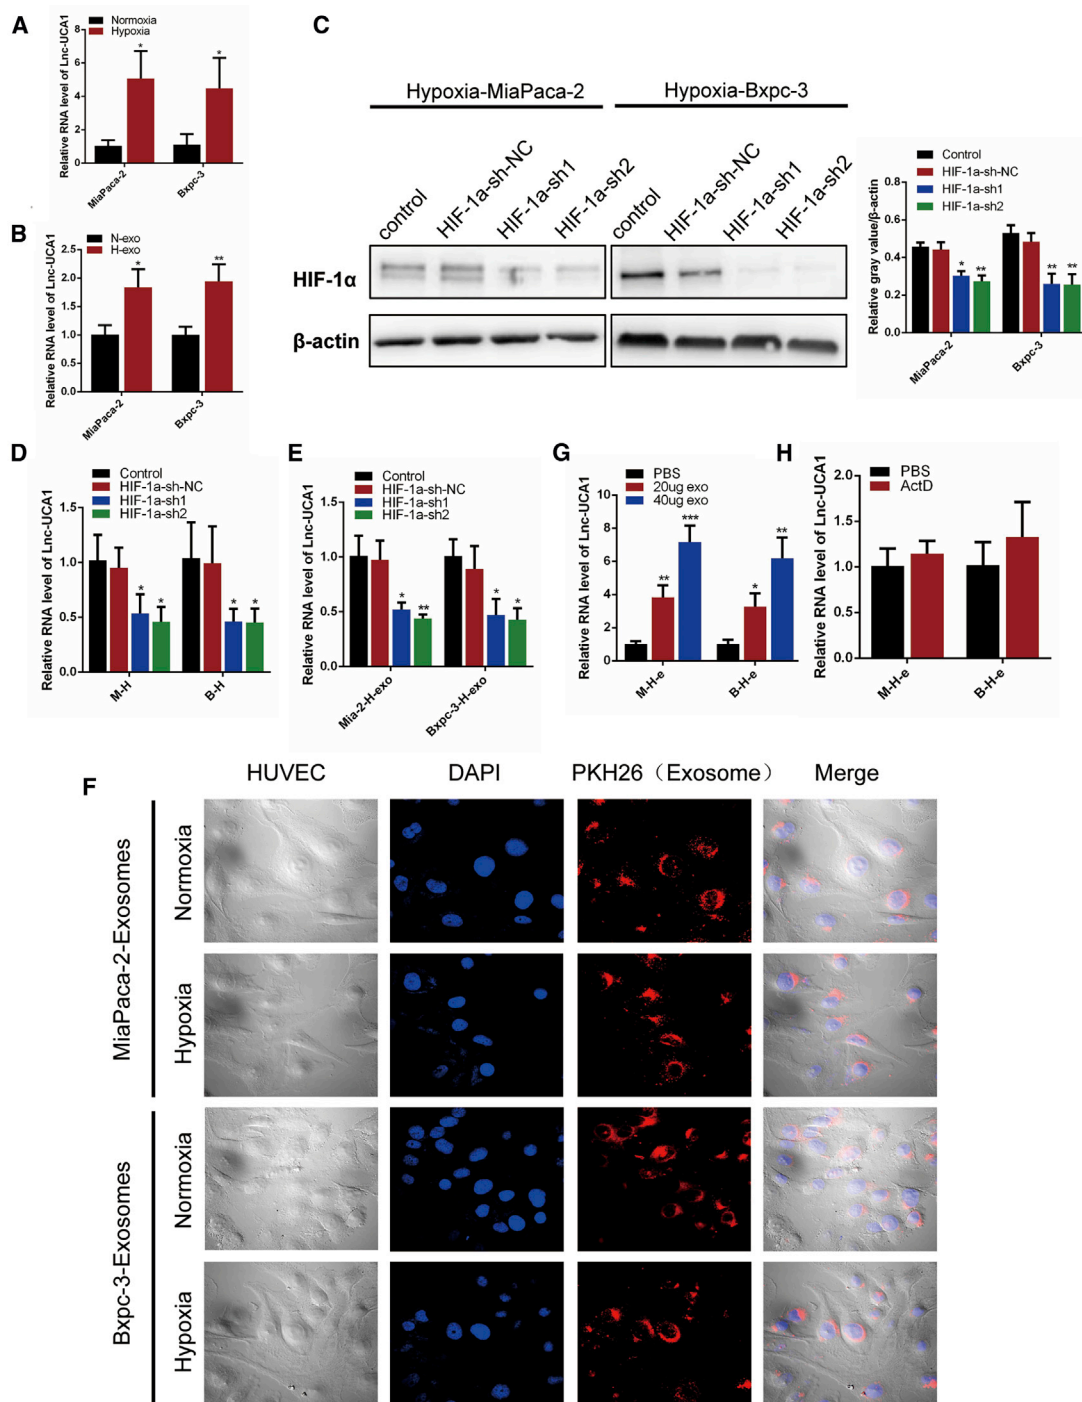 A
Normoxia
Hypoxia
Relative RNA level of Lnc-UCA1
8
6
4
2
0
MiaPaca-2
Bxpc-3
*
*
B
N-exo
H-exo
Relative RNA level of Lnc-UCA1
2.5
2.0
1.5
1.0
0.5
0.0
MiaPaca-2
Bxpc-3
*
**
C
Hypoxia-MiaPaca-2
Hypoxia-Bxpc-3
control
HIF-1a-sh-NC
HIF-1a-sh1
HIF-1a-sh2
control
HIF-1a-sh-NC
HIF-1a-sh1
HIF-1a-sh2
HIF-1α
β-actin
Control
HIF-1a-sh-NC
HIF-1a-sh1
HIF-1a-sh2
Relative gray value/β-actin
0.8
0.6
0.4
0.2
0.0
MiaPaca-2
Bxpc-3
*
**
**
**
D
Control
HIF-1a-sh-NC
HIF-1a-sh1
HIF-1a-sh2
Relative RNA level of Lnc-UCA1
1.5
1.0
0.5
0.0
M-H
B-H
*
*
*
*
E
Control
HIF-1a-sh-NC
HIF-1a-sh1
HIF-1a-sh2
Relative RNA level of Lnc-UCA1
1.5
1.0
0.5
0.0
Mia-2-H-exo
Bxpc-3-H-exo
*
**
*
*
G
PBS
20ug exo
40ug exo
Relative RNA level of Lnc-UCA1
10
8
6
4
2
0
M-H-e
B-H-e
**
***
*
**
H
PBS
ActD
Relative RNA level of Lnc-UCA1
2.0
1.5
1.0
0.5
0.0
M-H-e
B-H-e
F
HUVEC
DAPI
PKH26（Exosome）
Merge
MiaPaca-2-Exosomes
Normoxia
Hypoxia
Bxpc-3-Exosomes
Normoxia
Hypoxia